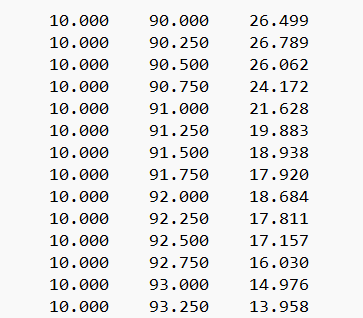 10.000 90.000 26.499
10.000 90.250 26.789
10.000 90.500 26.062
10.000 90.750 24.172
10.000 91.000 21.628
10.000 91.250 19.883
10.000 91.500 18.938
10.000 91.750 17.920
10.000 92.000 18.684
10.000 92.250 17.811
10.000 92.500 17.157
10.000 92.750 16.030
10.000 93.000 14.976
10.000 93.250 13.958